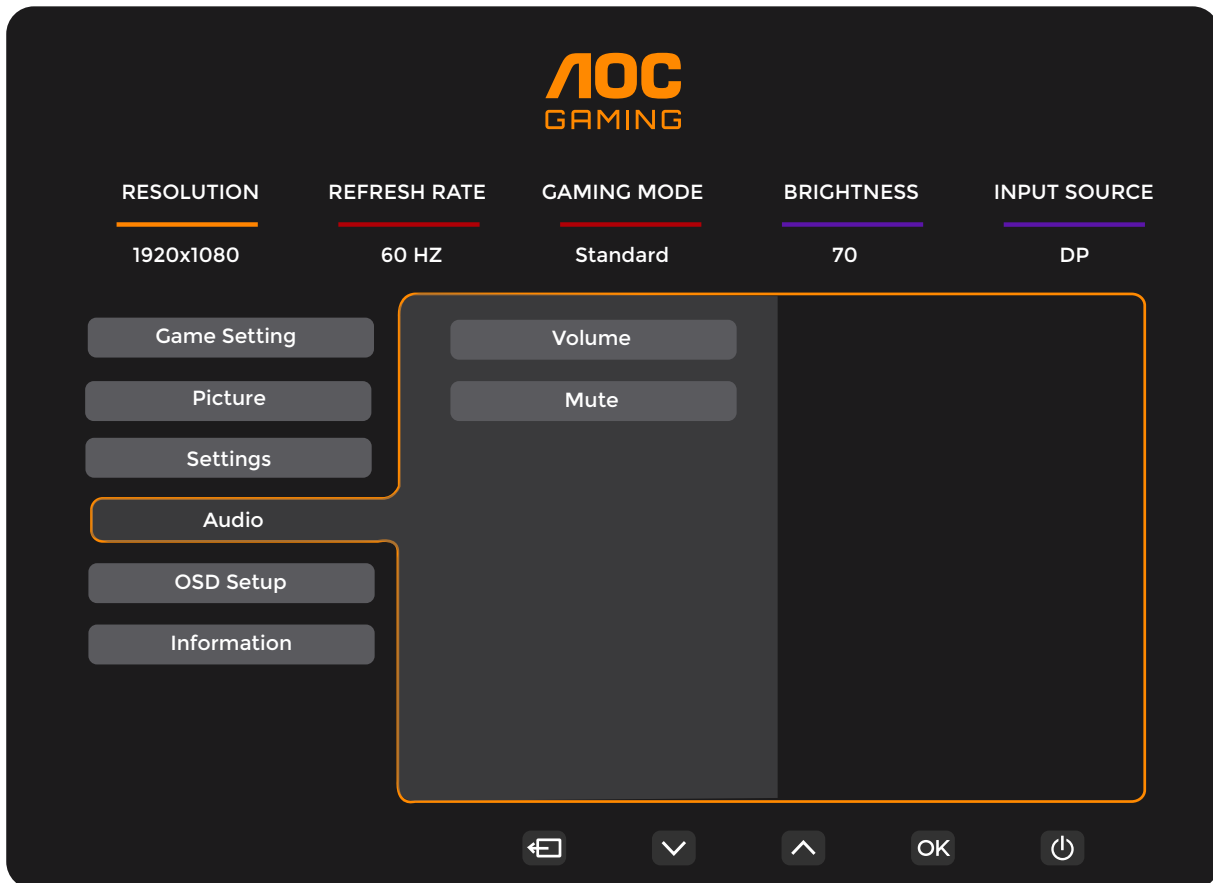 AOC
GAMING
RESOLUTION REFRESH RATE GAMING MODE BRIGHTNESS INPUT SOURCE
1920x1080 60 HZ Standard 70 DP
Game Setting
Picture
Settings
Audio
OSD Setup
Information
Volume
Mute
OK